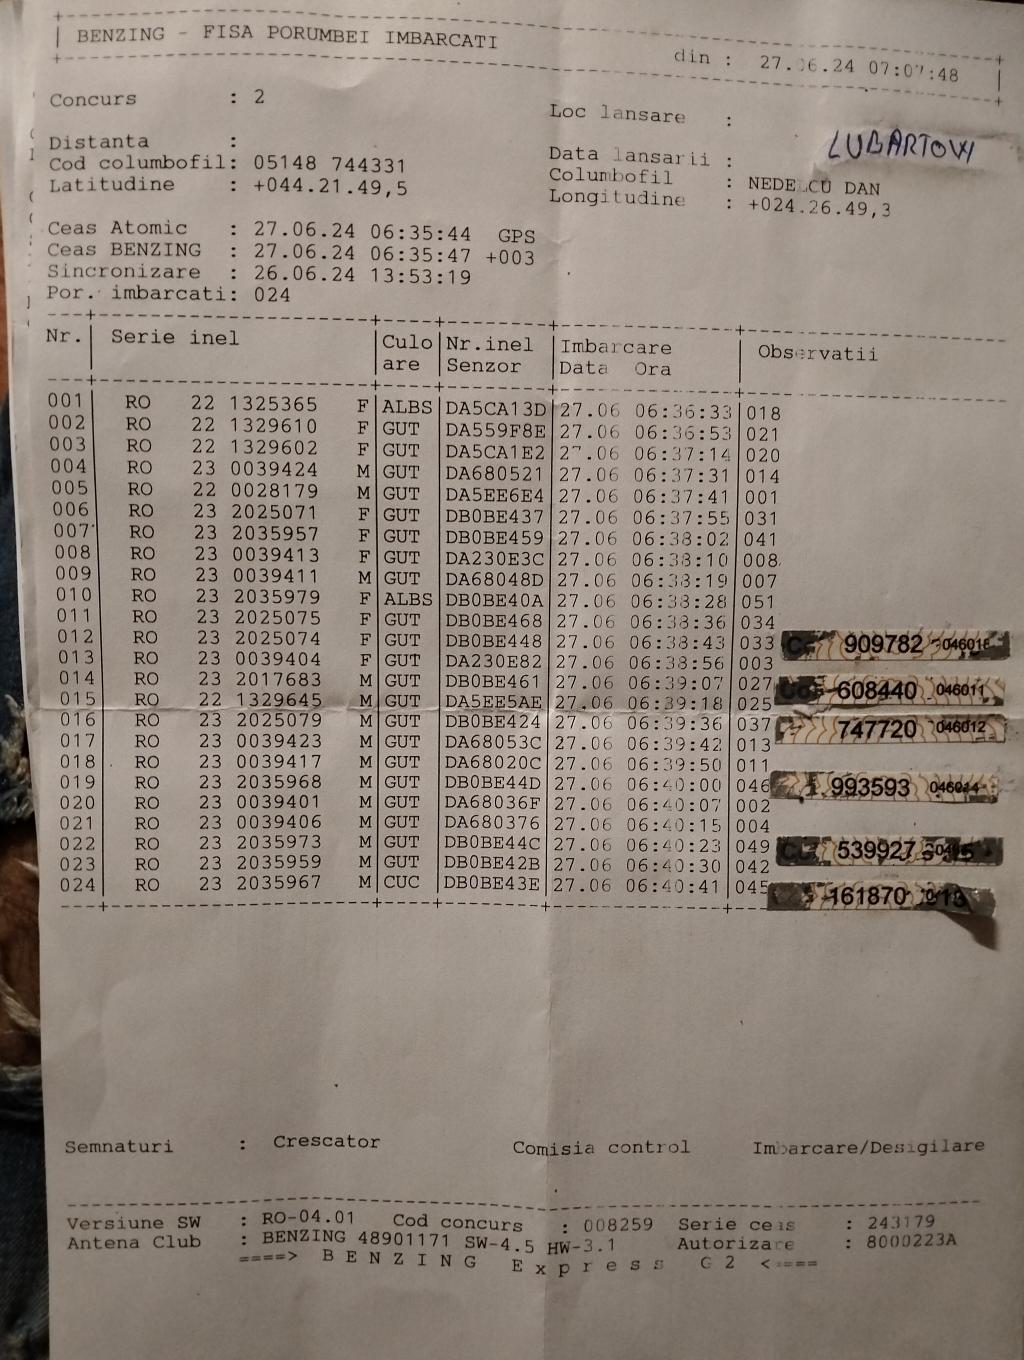 BENZING - FISA PORUMBEI IMBARCATI din : 27.06.24 07:07:48
Concurs : 2 Loc lansare : LUBARTOW
Distanta : Data lansarii :
Cod columbofil: 05148 744331 Columbofil : NEDELCU DAN
Latitudine : +044.21.49,5 Longitudine : +024.26.49,3
Ceas Atomic : 27.06.24 06:35:44 GPS
Ceas BENZING : 27.06.24 06:35:47 +003
Sincronizare : 26.06.24 13:53:19
Por. imbarcati: 024
Nr. Serie inel Culo Nr.inel Imbarcare Observatii
are Senzor Data Ora
001 RO 22 1325365 F ALBS DA5CA13D 27.06 06:36:33 018
002 RO 22 1329610 F GUT DA559F8E 27.06 06:36:53 021
003 RO 22 1329602 F GUT DA5CA1E2 27.06 06:37:14 020
004 RO 23 0039424 M GUT DA680521 27.06 06:37:31 014
005 RO 22 0028179 M GUT DA5EE6E4 27.06 06:37:41 001
006 RO 23 2025071 F GUT DB0BE437 27.06 06:37:55 031
007 RO 23 2035957 F GUT DB0BE459 27.06 06:38:02 041
008 RO 23 0039413 F GUT DA230E3C 27.06 06:38:10 008
009 RO 23 0039411 M GUT DA68048D 27.06 06:38:19 007
010 RO 23 2035979 F ALBS DB0BE40A 27.06 06:38:28 051
011 RO 23 2025075 F GUT DB0BE468 27.06 06:38:36 034
012 RO 23 2025074 F GUT DB0BE448 27.06 06:38:43 033 909782
013 RO 23 0039404 F GUT DA230E82 27.06 06:38:56 003
014 RO 23 2017683 M GUT DB0BE461 27.06 06:39:07 027 608440 046011
015 RO 22 1329645 M GUT DA5EE5AE 27.06 06:39:18 025
016 RO 23 2025079 M GUT DB0BE424 27.06 06:39:36 037 747720 046012
017 RO 23 0039423 M GUT DA68053C 27.06 06:39:42 013
018 RO 23 0039417 M GUT DA68020C 27.06 06:39:50 011
019 RO 23 2035968 M GUT DB0BE44D 27.06 06:40:00 046 993593
020 RO 23 0039401 M GUT DA68036F 27.06 06:40:07 002
021 RO 23 0039406 M GUT DA680376 27.06 06:40:15 004
022 RO 23 2035973 M GUT DB0BE44C 27.06 06:40:23 049 539927
023 RO 23 2035959 M GUT DB0BE42B 27.06 06:40:30 042
024 RO 23 2035967 M CUC DB0BE43E 27.06 06:40:41 045 161870
Semnaturi : Crescator Comisia control Imbarcare/Desigilare
Versiune SW : RO-04.01 Cod concurs : 008259 Serie ceas : 243179
Antena Club : BENZING 48901171 SW-4.5 HW-3.1 Autorizare : 8000223A
====> B E N Z I N G E x p r e s s G 2 <====